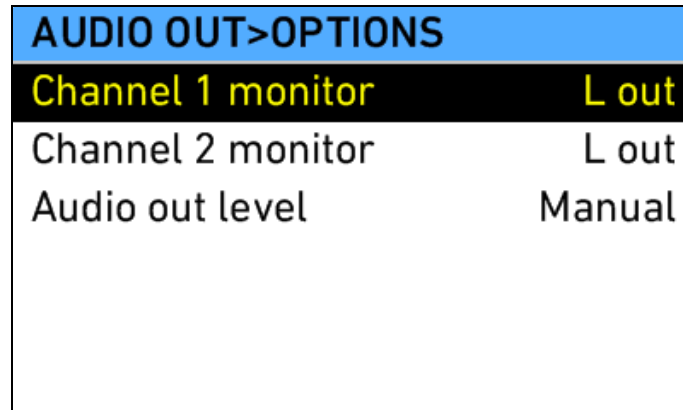 AUDIO OUT>OPTIONS
Channel 1 monitor L out
Channel 2 monitor L out
Audio out level Manual